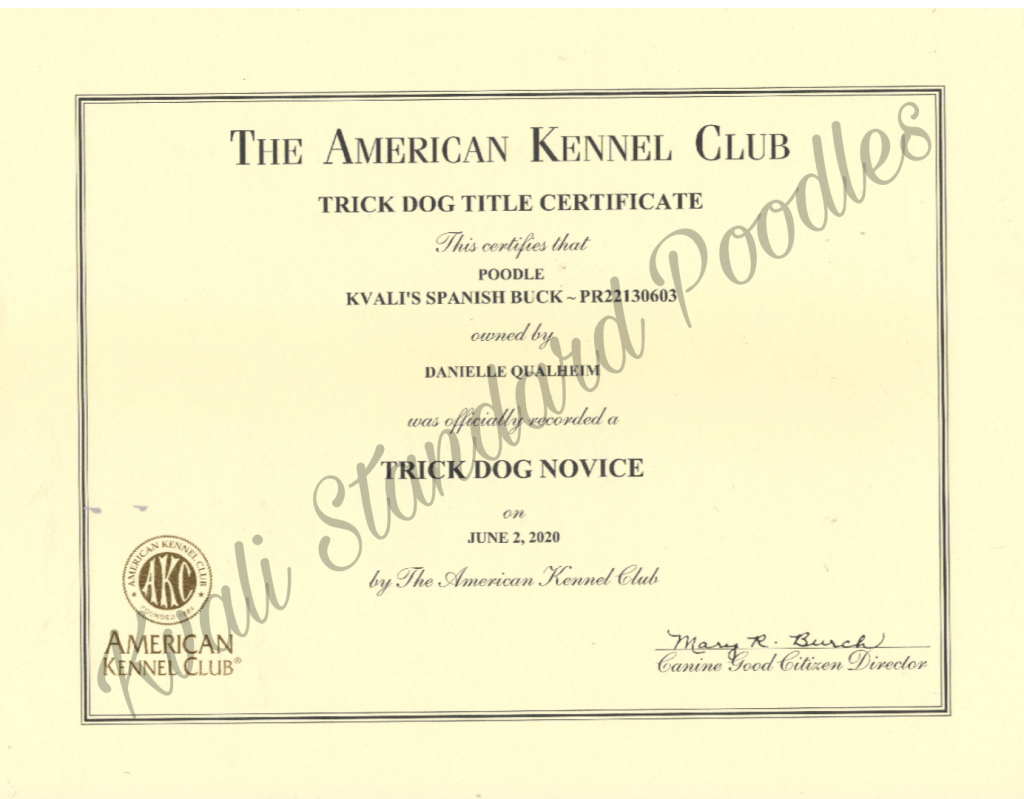 THE AMERICAN KENNEL CLUB
TRICK DOG TITLE CERTIFICATE
This certifies that
POODLE
KVALI'S SPANISH BUCK ~ PR22130603
owned by
DANIELLE QUALHEIM
was officially recorded a
TRICK DOG NOVICE
on
JUNE 2, 2020
by The American Kennel Club
AMERICAN KENNEL CLUB
AKC
FOUNDED 1884
AMERICAN
KENNEL CLUB®
Mary R. Burch
Canine Good Citizen Director
Kvali Standard Poodles